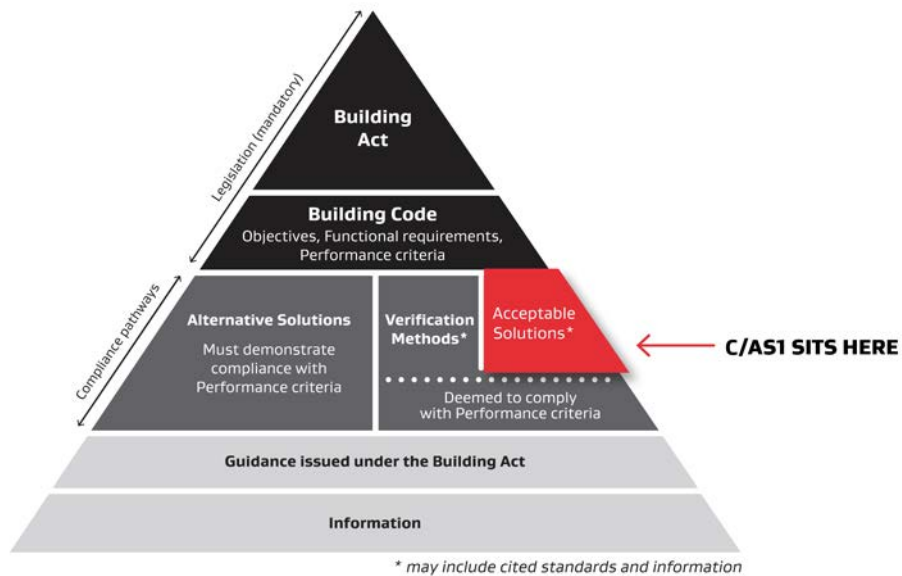 Building
Act
Legislation (mandatory)
Building Code
Objectives, Functional requirements,
Performance criteria
Compliance pathways
Alternative Solutions
Must demonstrate
compliance with
Performance criteria
Verification
Methods*
Acceptable
Solutions*
C/AS1 SITS HERE
Deemed to comply
with Performance criteria
Guidance issued under the Building Act
Information
* may include cited standards and information